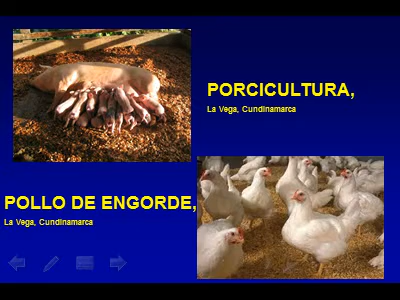 PORCICULTURA,
La Vega, Cundinamarca
POLLO DE ENGORDE,
La Vega, Cundinamarca